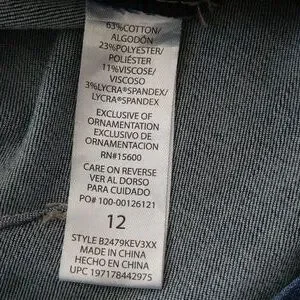 63%COTTON/
ALGODÓN
23%POLYESTER/
POLIÉSTER
11%VISCOSE/
VISCOSO
3%LYCRA®SPANDEX/
LYCRA®SPANDEX
EXCLUSIVE OF
ORNAMENTATION
EXCLUSIVO DE
ORNAMENTACIÓN
RN#15600
CARE ON REVERSE
VER AL DORSO
PARA CUIDADO
PO# 100-00126121
12
STYLE B2479KEV3XX
MADE IN CHINA
HECHO EN CHINA
UPC 197178442975